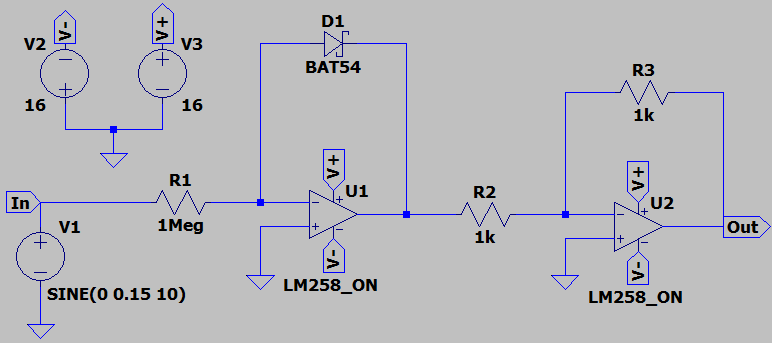 V-
V+
V2
V3
16
16
D1
BAT54
R3
1k
V+
V+
R1
U1
R2
U2
In
1Meg
1k
Out
V1
V-
V-
SINE(0 0.15 10)
LM258_ON
LM258_ON